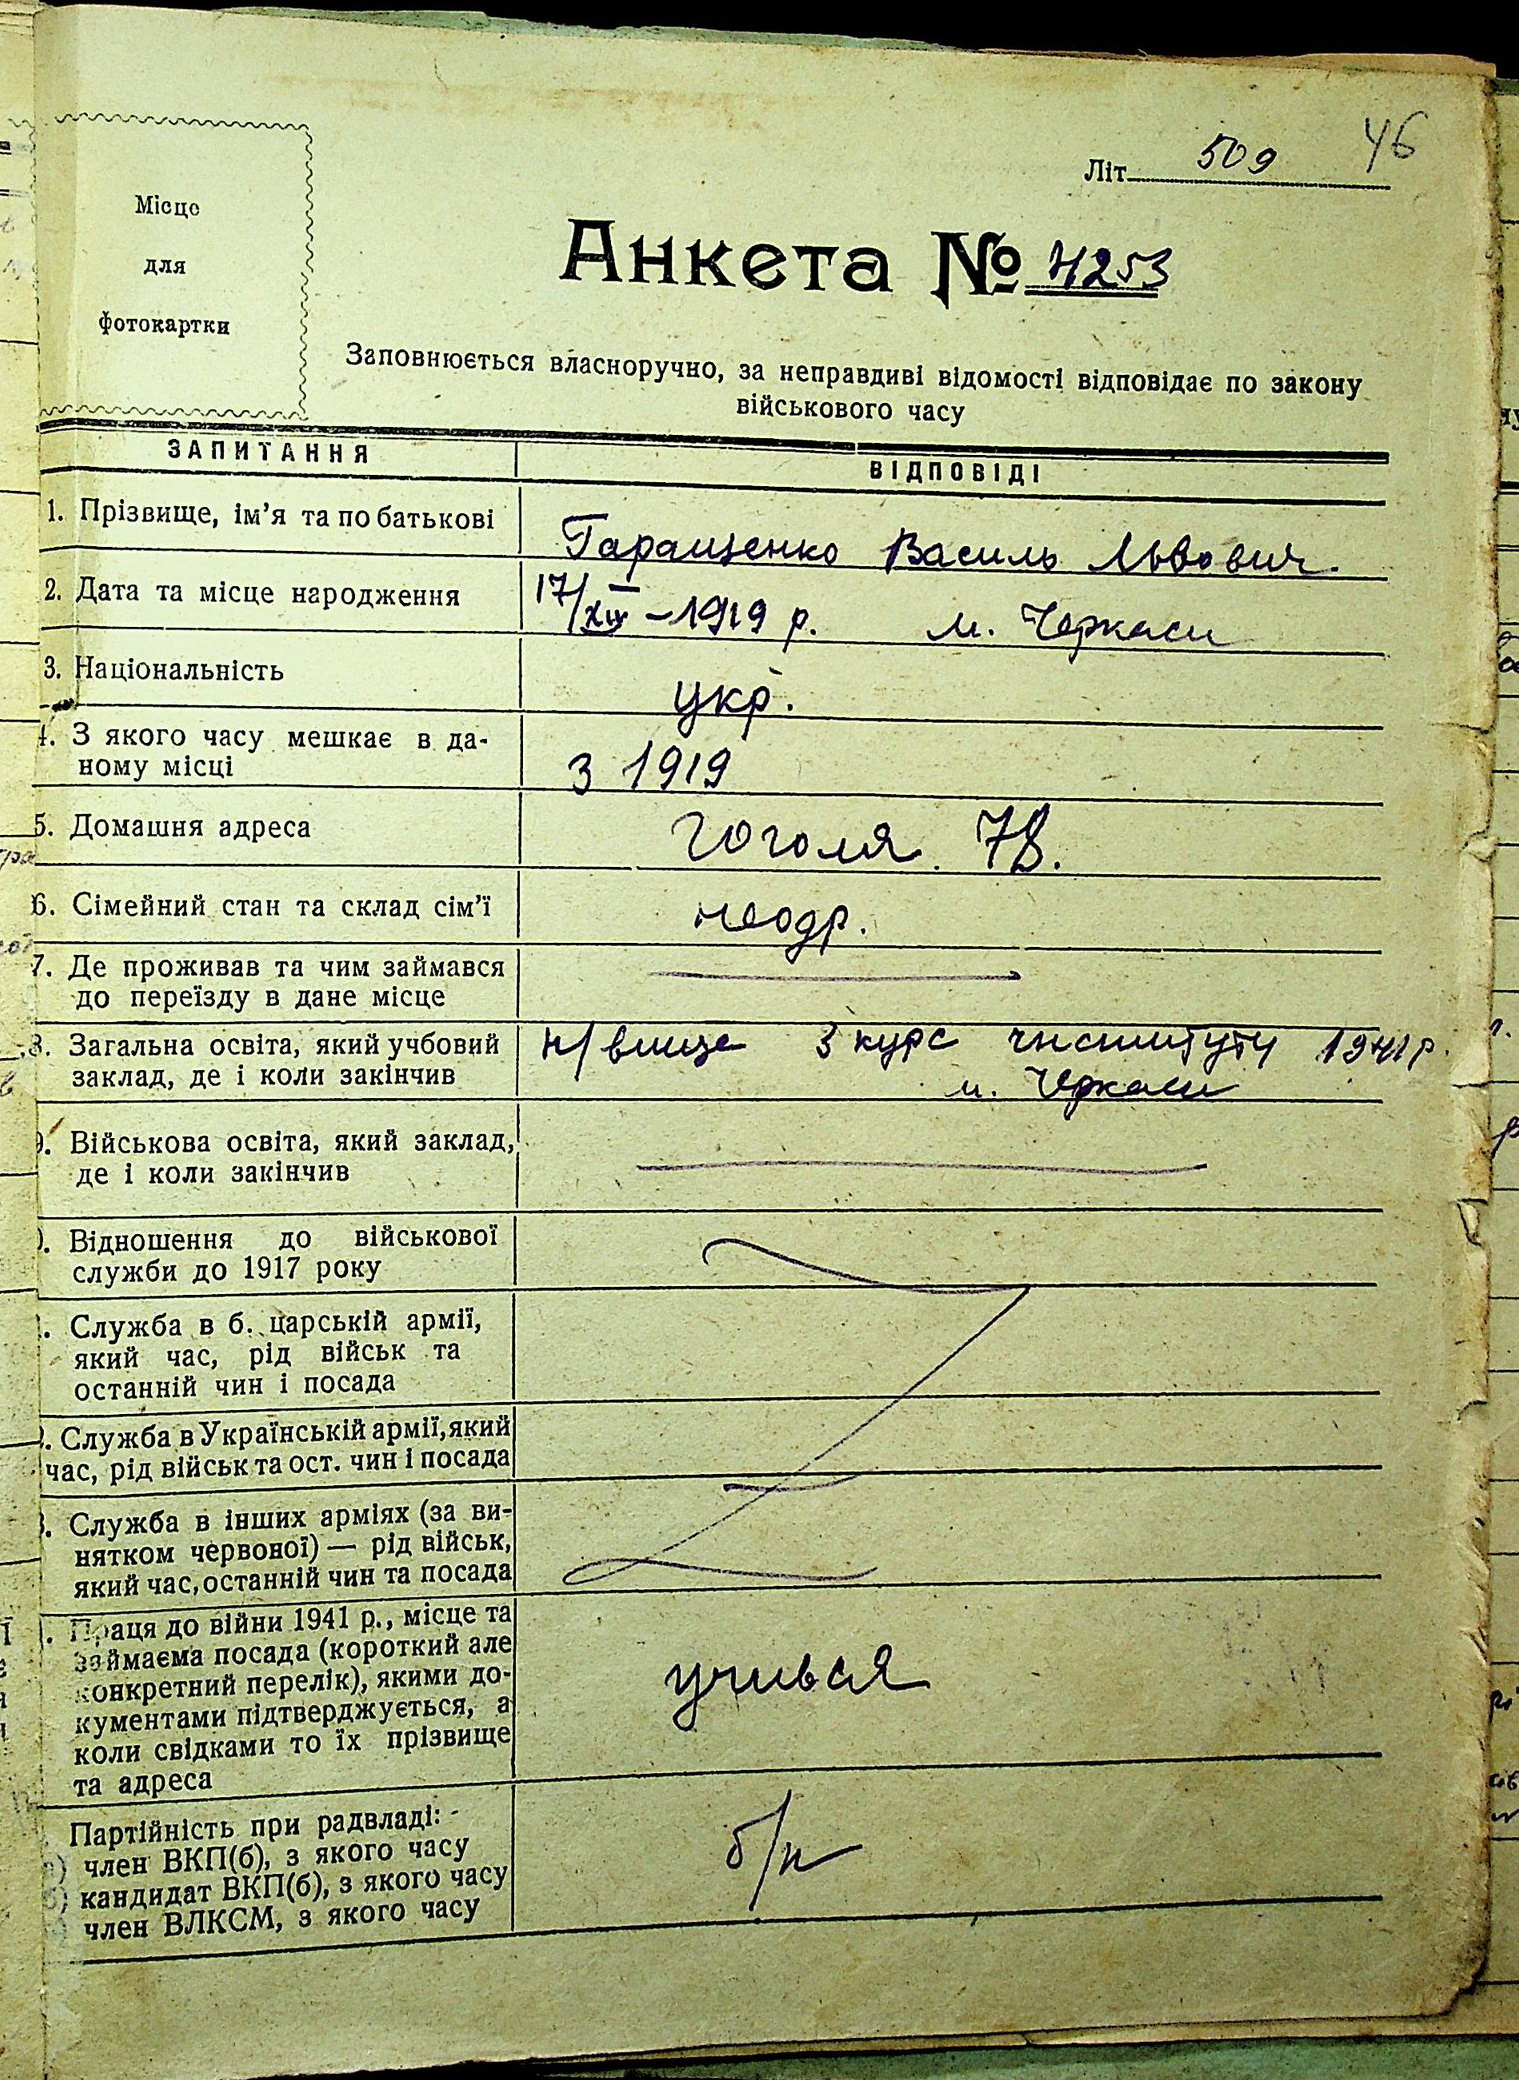 46
Літ 509
Місце
для
фотокартки
Анкета № 4253
Заповнюється власноручно, за неправдиві відомості відповідає по закону
військового часу
ЗАПИТАННЯ
ВІДПОВІДІ
1. Прізвище, ім'я та по батькові
Гаращенко Василь Львович.
2. Дата та місце народження
17/ -1919 р. м. Черкаси
3. Національність
укр.
4. З якого часу мешкає в да-
ному місці
З 1919
5. Домашня адреса
Гоголя. 78.
6. Сімейний стан та склад сім'ї
неодр.
7. Де проживав та чим займався
до переїзду в дане місце
8. Загальна освіта, який учбовий
заклад, де і коли закінчив
н/вище 3 курс інституту 1941 р.
м. Черкаси
9. Військова освіта, який заклад,
де і коли закінчив
Відношення до військової
служби до 1917 року
Служба в б. царській армії,
який час, рід військ та
останній чин і посада
Служба в Українській армії, який
час, рід військ та ост. чин і посада
Служба в інших арміях (за ви-
нятком червоної) — рід військ,
який час, останній чин та посада
Праця до війни 1941 р., місце та
займаєма посада (короткий але
конкретний перелік), якими до-
кументами підтверджується, а
коли свідками то їх прізвище
та адреса
учився
Партійність при радвладі:
член ВКП(б), з якого часу
б) кандидат ВКП(б), з якого часу
член ВЛКСМ, з якого часу
б/п